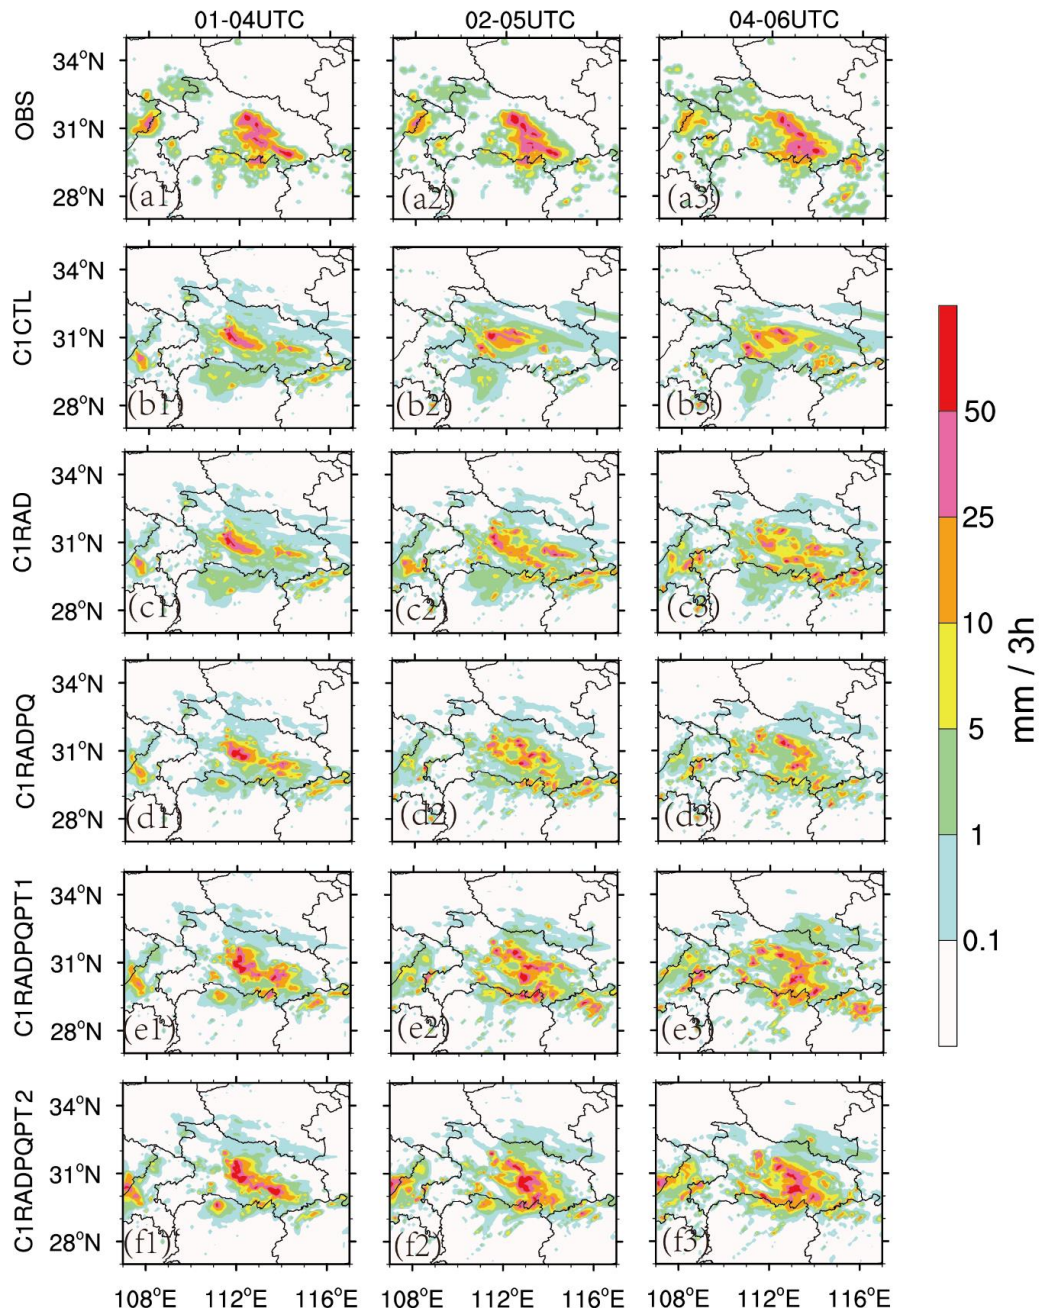 01-04UTC 02-05UTC 04-06UTC
OBS
34°N
31°N
28°N
(a1) (a2) (a3)
C1CTL
34°N
31°N
28°N
(b1) (b2) (b3)
C1RAD
34°N
31°N
28°N
(c1) (c2) (c3)
C1RADPQ
34°N
31°N
28°N
(d1) (d2) (d3)
C1RADPQPT1
34°N
31°N
28°N
(e1) (e2) (e3)
C1RADPQPT2
34°N
31°N
28°N
(f1) (f2) (f3)
108°E 112°E 116°E 108°E 112°E 116°E 108°E 112°E 116°E
50
25
10
5
1
0.1
mm / 3h